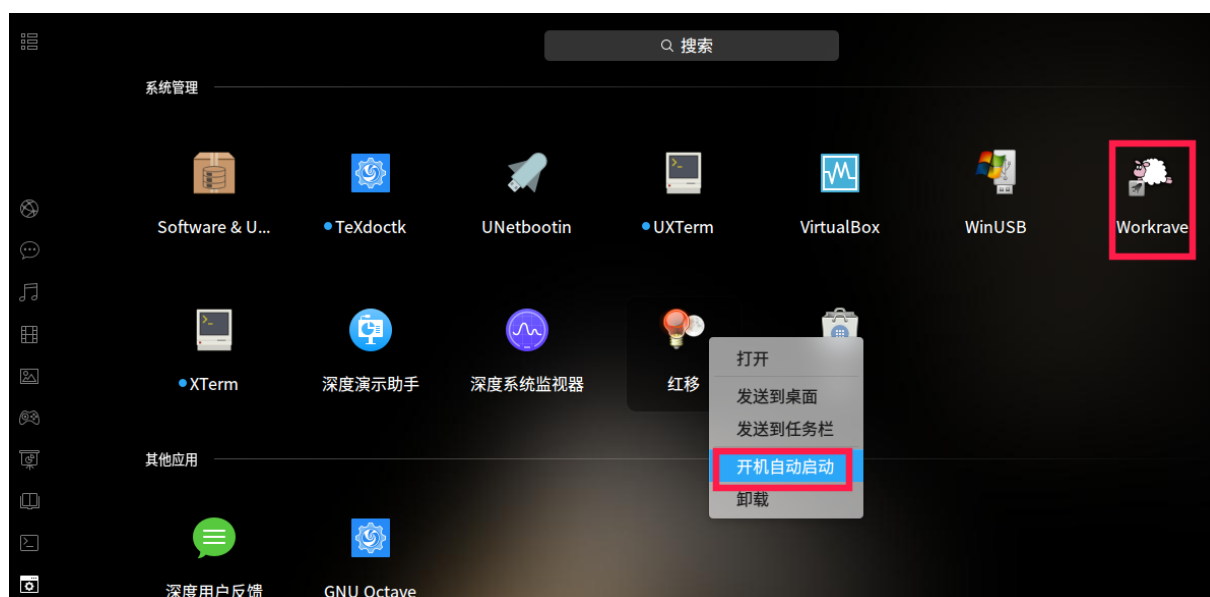 搜索
系统管理
Software & U...
TeXdoctk
UNetbootin
UXTerm
VirtualBox
WinUSB
Workrave
XTerm
深度演示助手
深度系统监视器
红移
打开
发送到桌面
发送到任务栏
开机自动启动
卸载
其他应用
深度用户反馈
GNU Octave